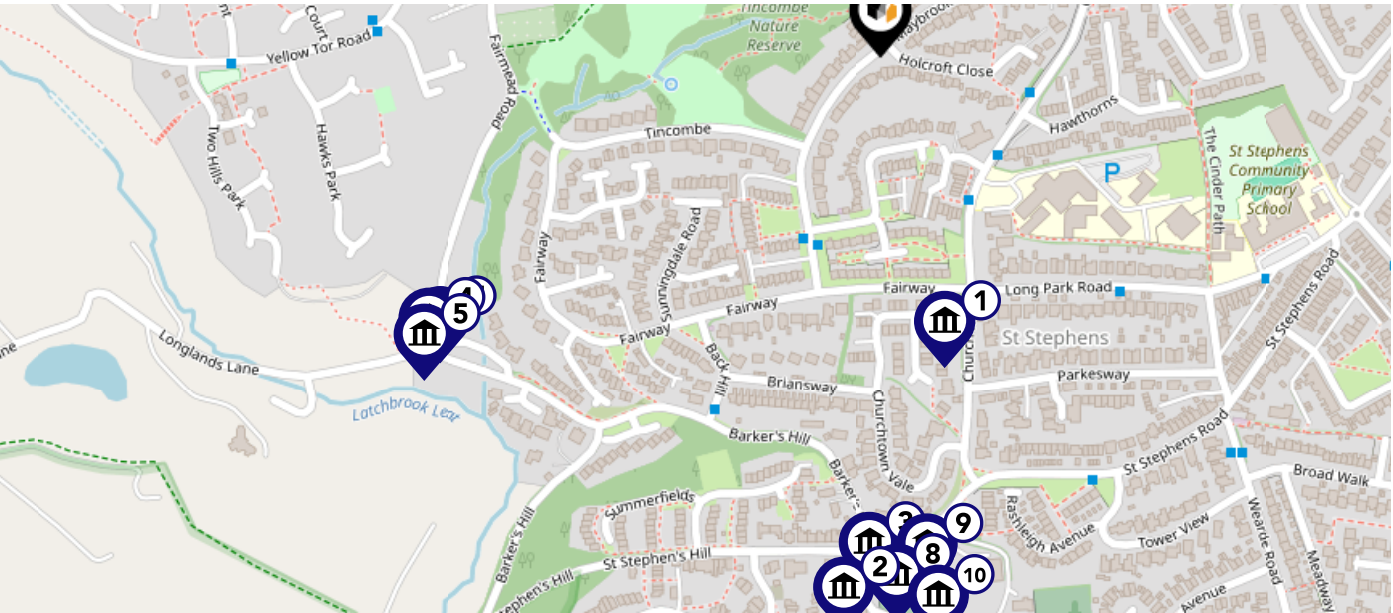 Court
Tincombe
Nature
Reserve
Yellow Tor Road
Fairmead Road
Holcroft Close
Hawthorns
Tincombe
Two Hills Park
Hawks Park
The Cinder Path
P
St Stephens
Community
Primary
School
Fairway
Sunningdale Road
4
5
1
Fairway
Long Park Road
Fairway
Fairway
St Stephens Road
St Stephens
Longlands Lane
Back Hill
Briansway
Church
Parkesway
Latchbrook Leat
Churchtown Vale
Barker's Hill
St Stephens Road
Broad Walk
Barker's
Summerfields
Rashleigh Avenue
Tower View
Wearde Road
Barker's Hill
St Stephen's Hill
3
9
8
2
10
Meadway
Avenue